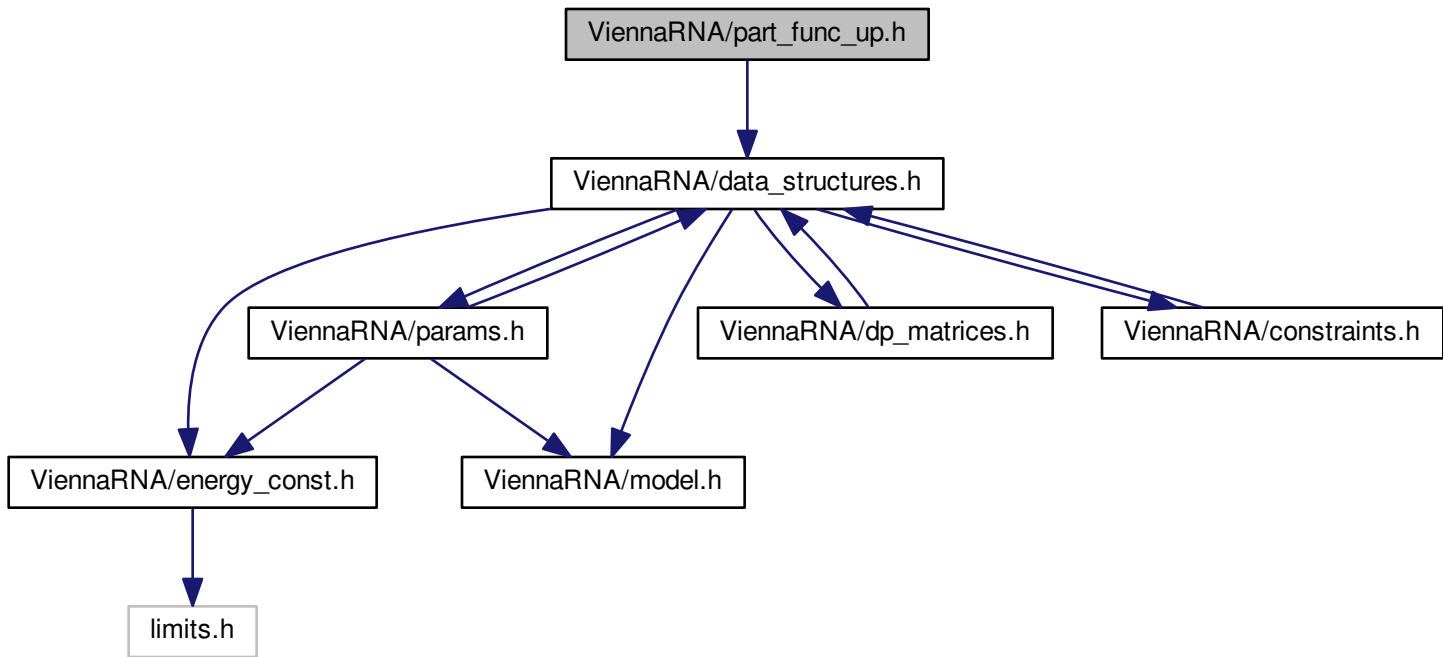 ViennaRNA/part_func_up.h
ViennaRNA/data_structures.h
ViennaRNA/params.h
ViennaRNA/dp_matrices.h
ViennaRNA/constraints.h
ViennaRNA/energy_const.h
ViennaRNA/model.h
limits.h